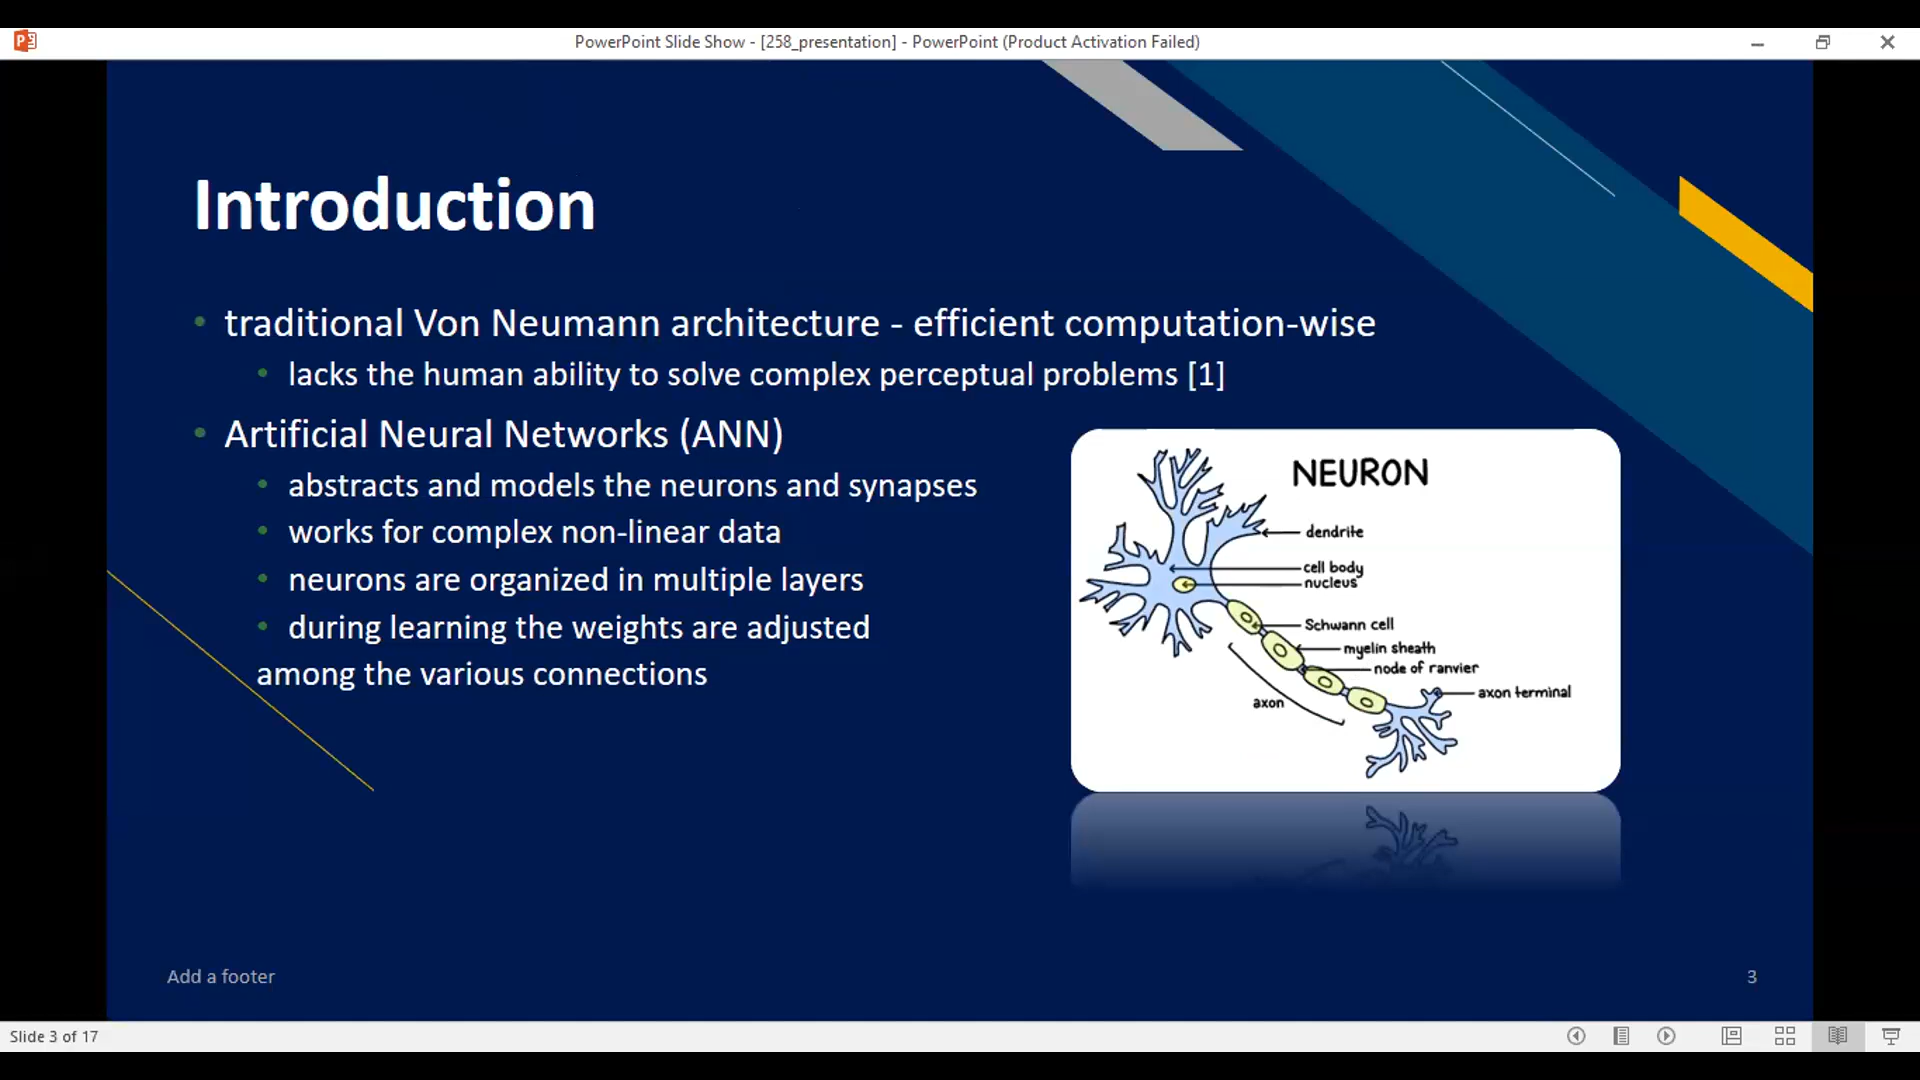 PowerPoint Slide Show - [258_presentation] - PowerPoint (Product Activation Failed)
Introduction
• traditional Von Neumann architecture - efficient computation-wise
• lacks the human ability to solve complex perceptual problems [1]
• Artificial Neural Networks (ANN)
• abstracts and models the neurons and synapses
• works for complex non-linear data
• neurons are organized in multiple layers
• during learning the weights are adjusted
among the various connections
NEURON
dendrite
cell body
nucleus
Schwann cell
myelin sheath
node of ranvier
axon terminal
axon
Add a footer
3
Slide 3 of 17